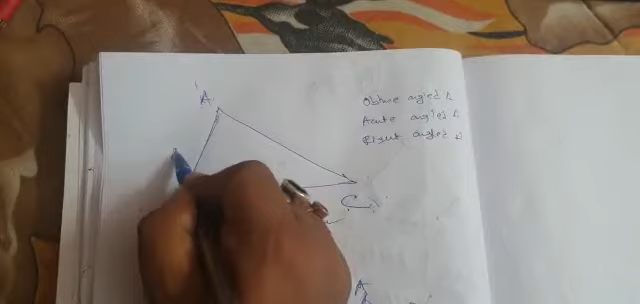 A
Obtuse angled Δ
Acute angled Δ
Right angled Δ
C
A